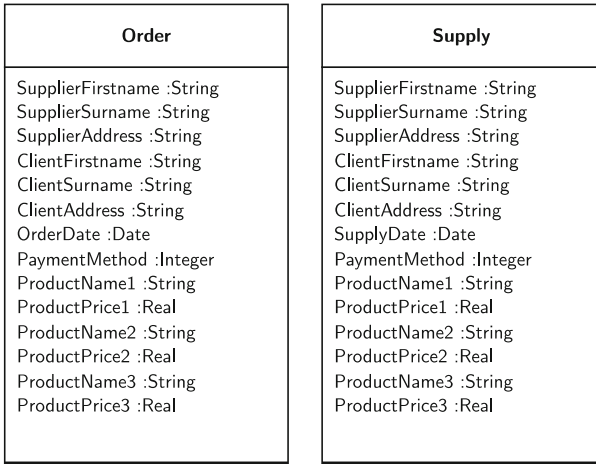 Order
SupplierFirstname :String
SupplierSurname :String
SupplierAddress :String
ClientFirstname :String
ClientSurname :String
ClientAddress :String
OrderDate :Date
PaymentMethod :Integer
ProductName1 :String
ProductPrice1 :Real
ProductName2 :String
ProductPrice2 :Real
ProductName3 :String
ProductPrice3 :Real
Supply
SupplierFirstname :String
SupplierSurname :String
SupplierAddress :String
ClientFirstname :String
ClientSurname :String
ClientAddress :String
SupplyDate :Date
PaymentMethod :Integer
ProductName1 :String
ProductPrice1 :Real
ProductName2 :String
ProductPrice2 :Real
ProductName3 :String
ProductPrice3 :Real